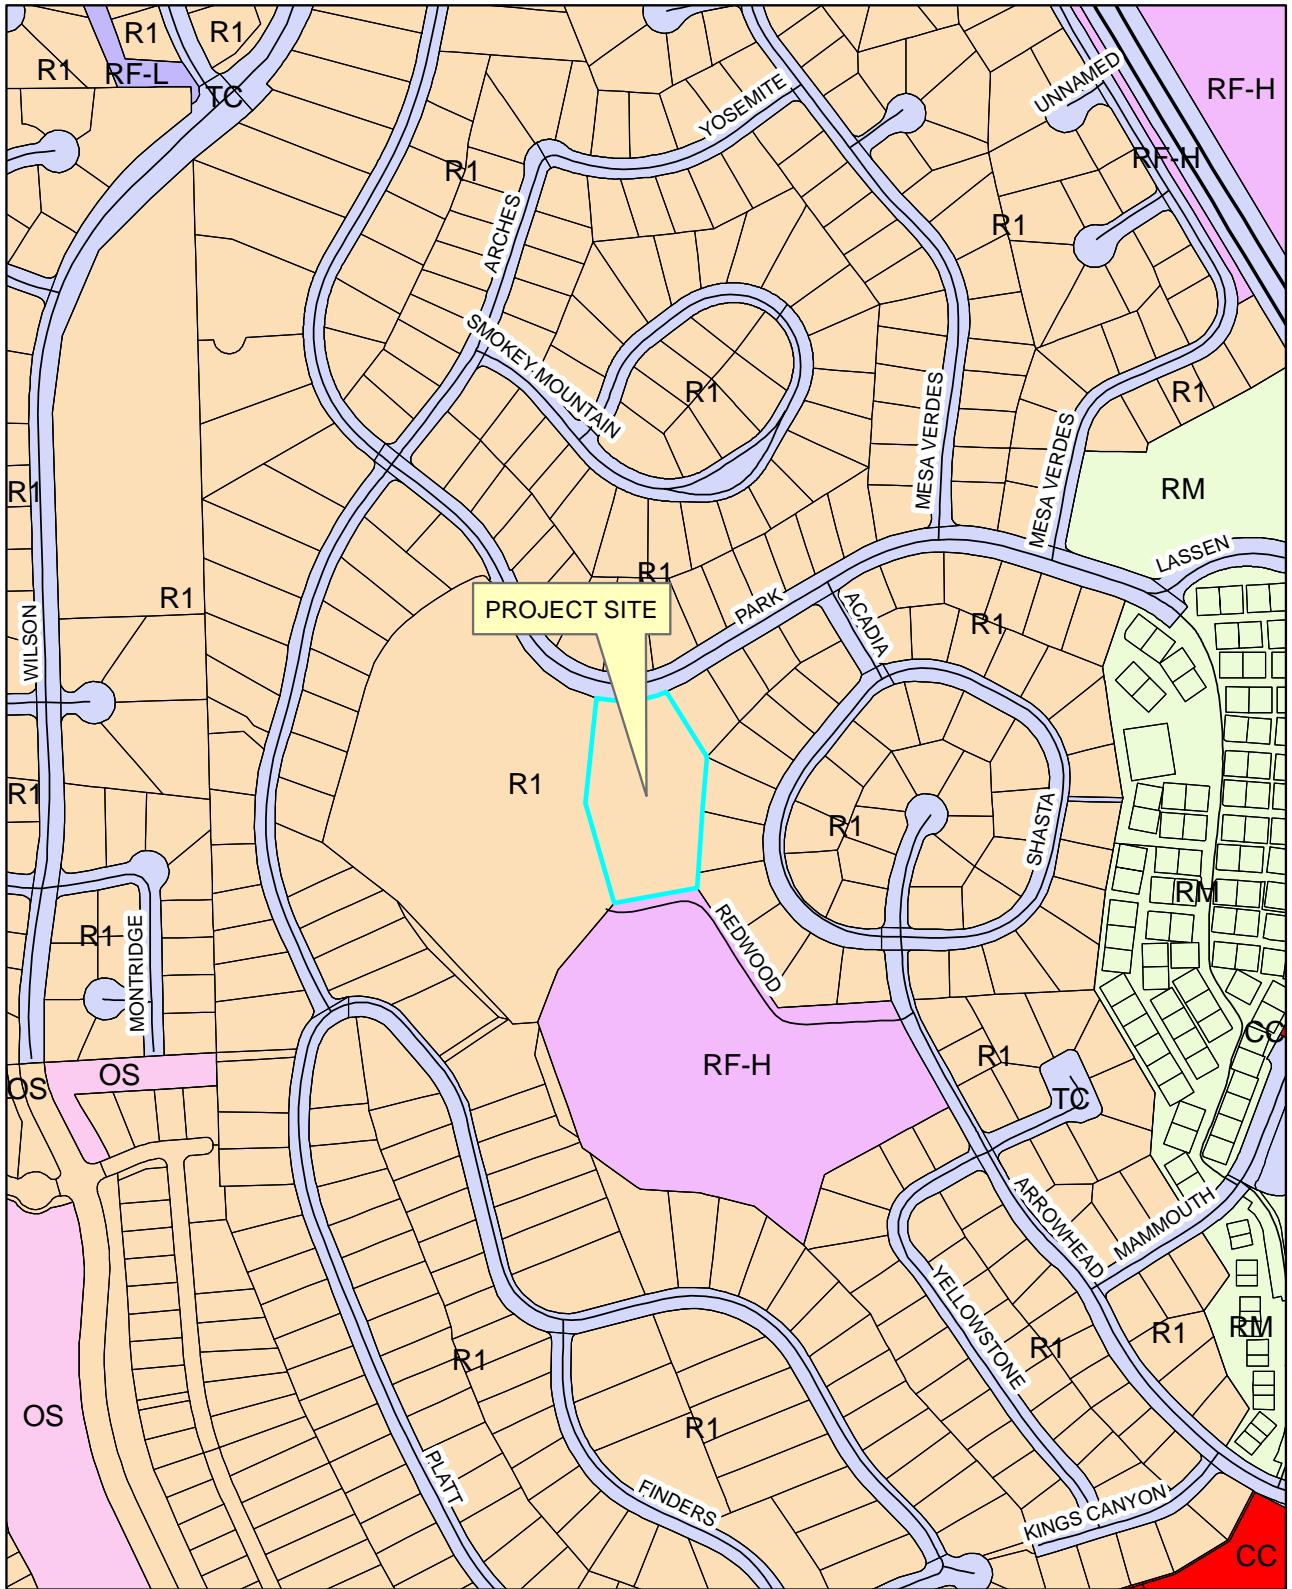 R1
R1
R1
RF-L
TC
RF-H
UNNAMED
YOSEMITE
RF-H
R1
R1
ARCHES
SMOKEY MOUNTAIN
R1
MESA VERDES
MESA VERDES
R1
R1
RM
LASSEN
R1
PROJECT SITE
R1
PARK
ACADIA
R1
WILSON
R1
R1
R1
SHASTA
RM
R1
MONTRIDGE
REDWOOD
CC
OS
OS
RF-H
R1
TC
ARROWHEAD
MAMMOUTH
YELLOWSTONE
RM
R1
R1
R1
OS
R1
PLATT
FINDERS
KINGS CANYON
CC